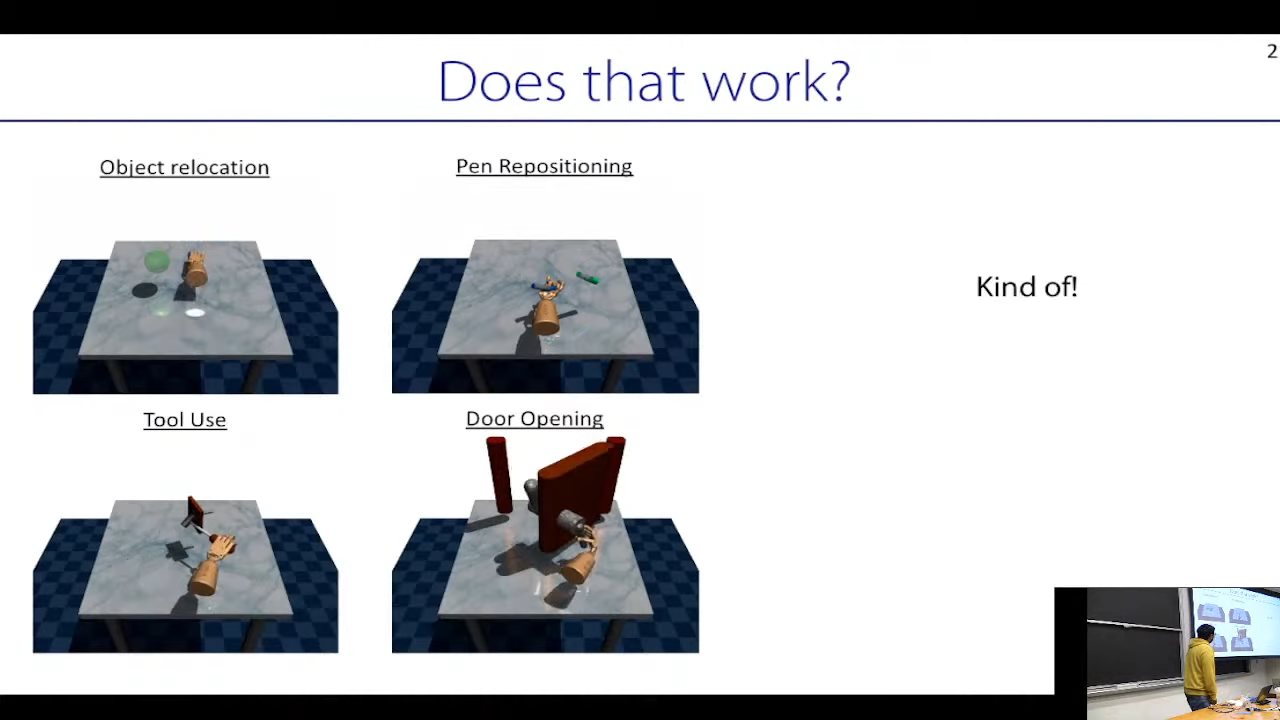 2
Does that work?
Object relocation
Pen Repositioning
Kind of!
Tool Use
Door Opening